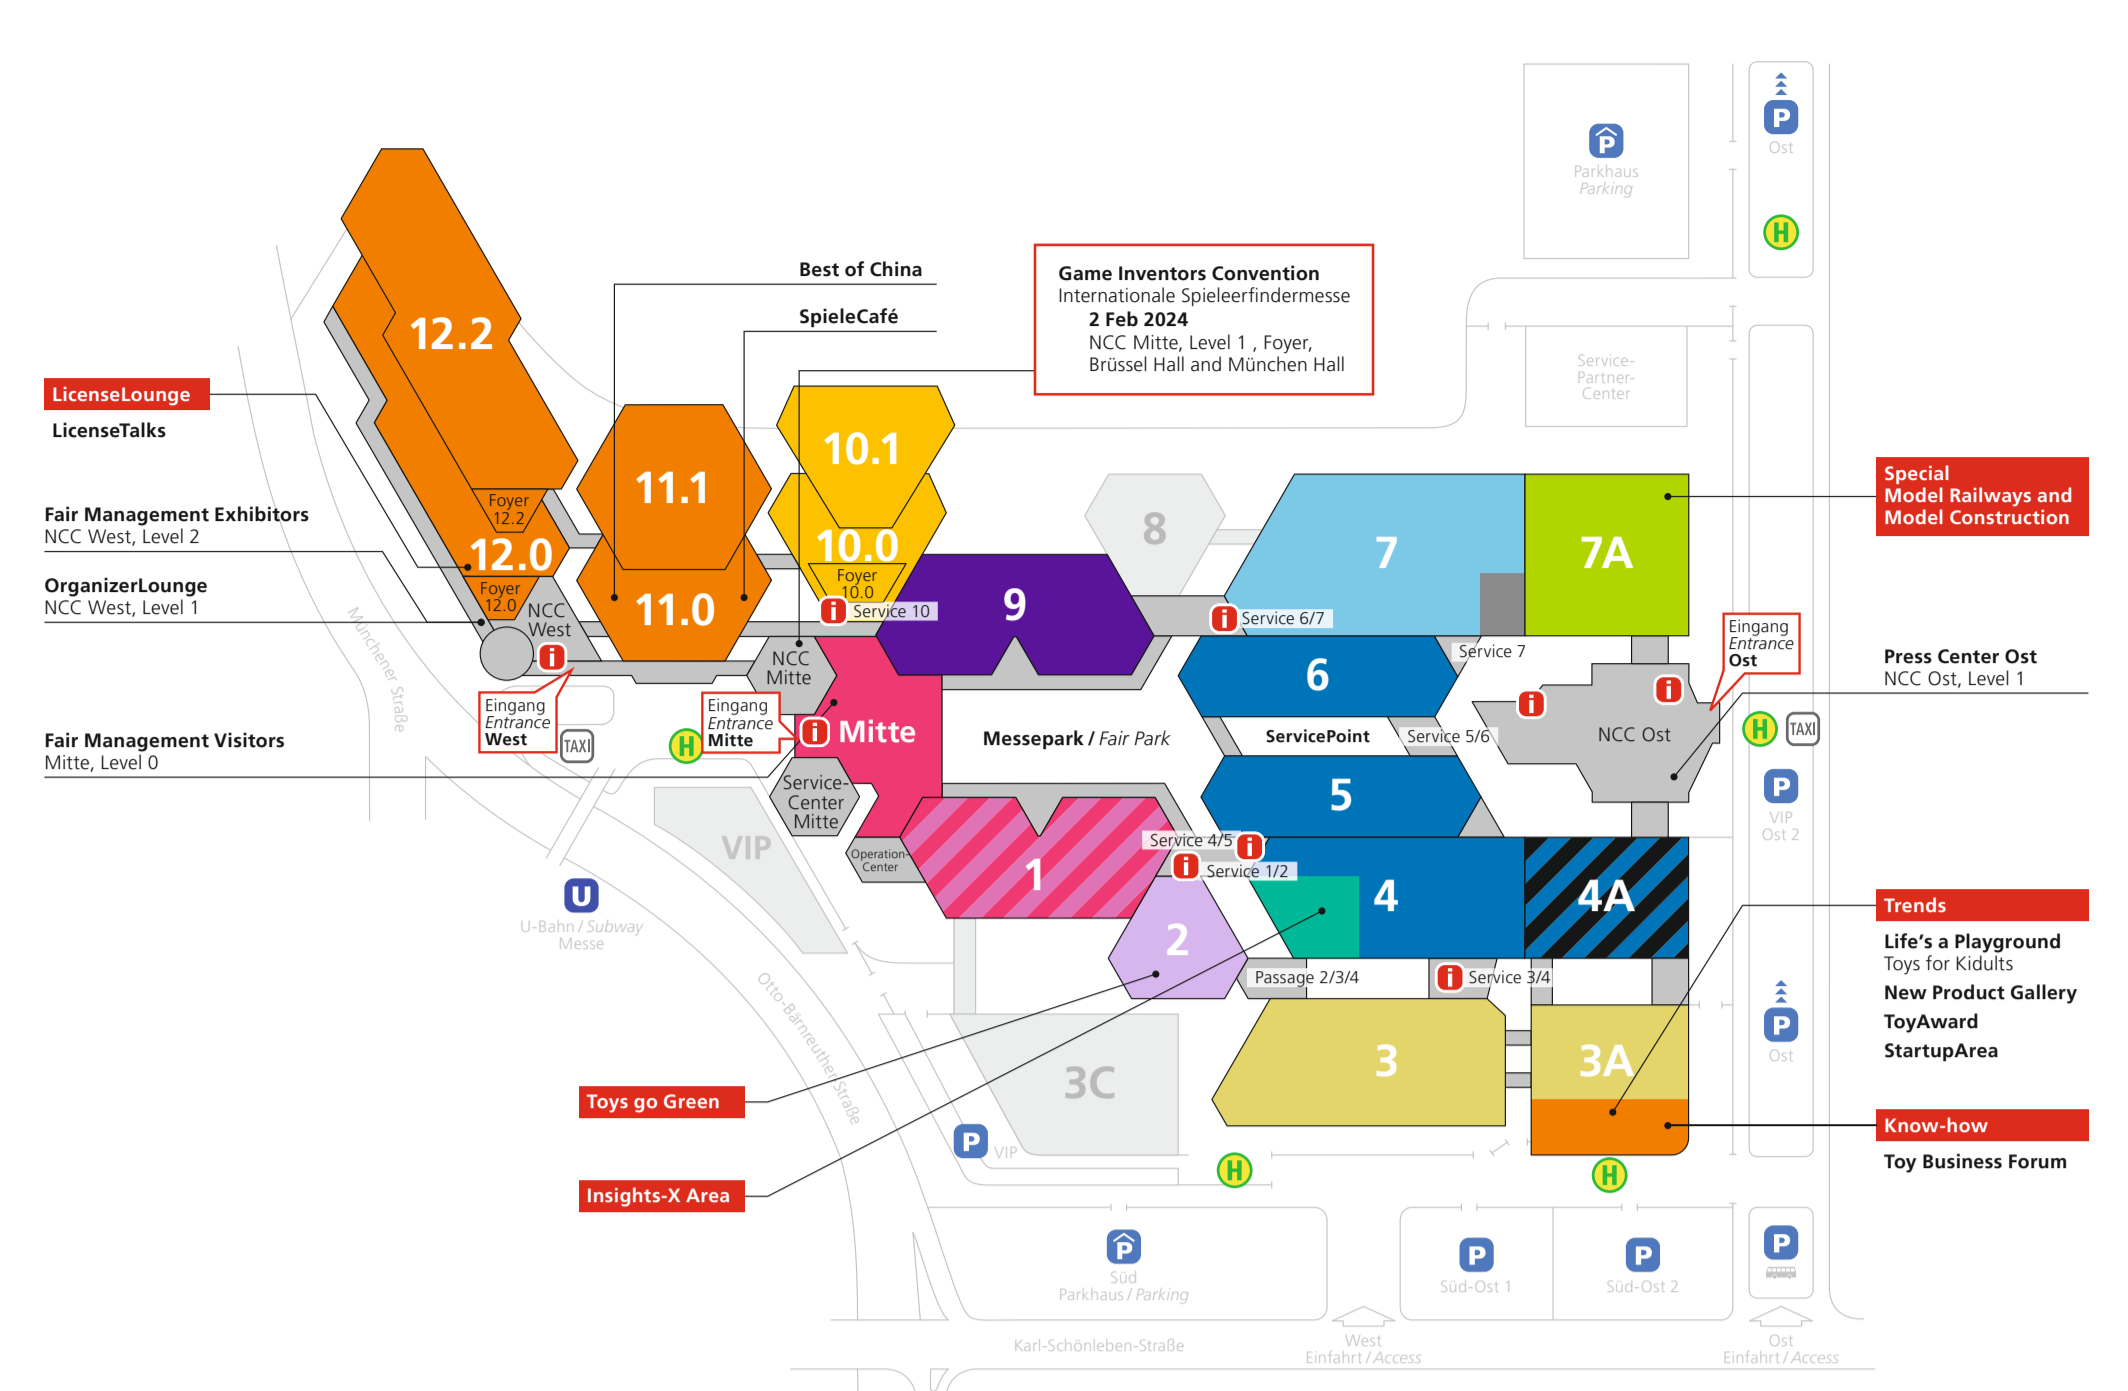 P
Ost
P
Parkhaus
Parking
H
Best of China
SpieleCafé
Game Inventors Convention
Internationale Spieleerfindermesse
2 Feb 2024
NCC Mitte, Level 1 , Foyer,
Brüssel Hall and München Hall
12.2
Service-
Partner-
Center
LicenseLounge
LicenseTalks
10.1
11.1
8
7
7A
Special
Model Railways and
Model Construction
Foyer
12.2
Fair Management Exhibitors
NCC West, Level 2
12.0
10.0
Foyer
10.0
OrganizerLounge
NCC West, Level 1
Foyer
12.0
NCC
West
11.0
i Service 10
9
i Service 6/7
Service 7
Eingang
Entrance
Ost
Münchener Straße
i
NCC
Mitte
6
i
i
Press Center Ost
NCC Ost, Level 1
Eingang
Entrance
West
TAXI
H
Eingang
Entrance
Mitte
i Mitte
Messepark / Fair Park
ServicePoint
Service 5/6
NCC Ost
H
TAXI
Fair Management Visitors
Mitte, Level 0
Service-
Center
Mitte
5
P
VIP
Ost 2
VIP
Operation-
Center
1
Service 4/5 i
i Service 1/2
4
4A
U
U-Bahn / Subway
Messe
2
Trends
Life's a Playground
Toys for Kidults
New Product Gallery
ToyAward
StartupArea
Passage 2/3/4
i Service 3/4
Otto-Bärnreuther-Straße
P
Ost
3C
3
3A
Toys go Green
P VIP
Know-how
Toy Business Forum
H
H
Insights-X Area
P
Süd
Parkhaus / Parking
P
Süd-Ost 1
P
Süd-Ost 2
P
Karl-Schönleben-Straße
West
Einfahrt / Access
Ost
Einfahrt / Access